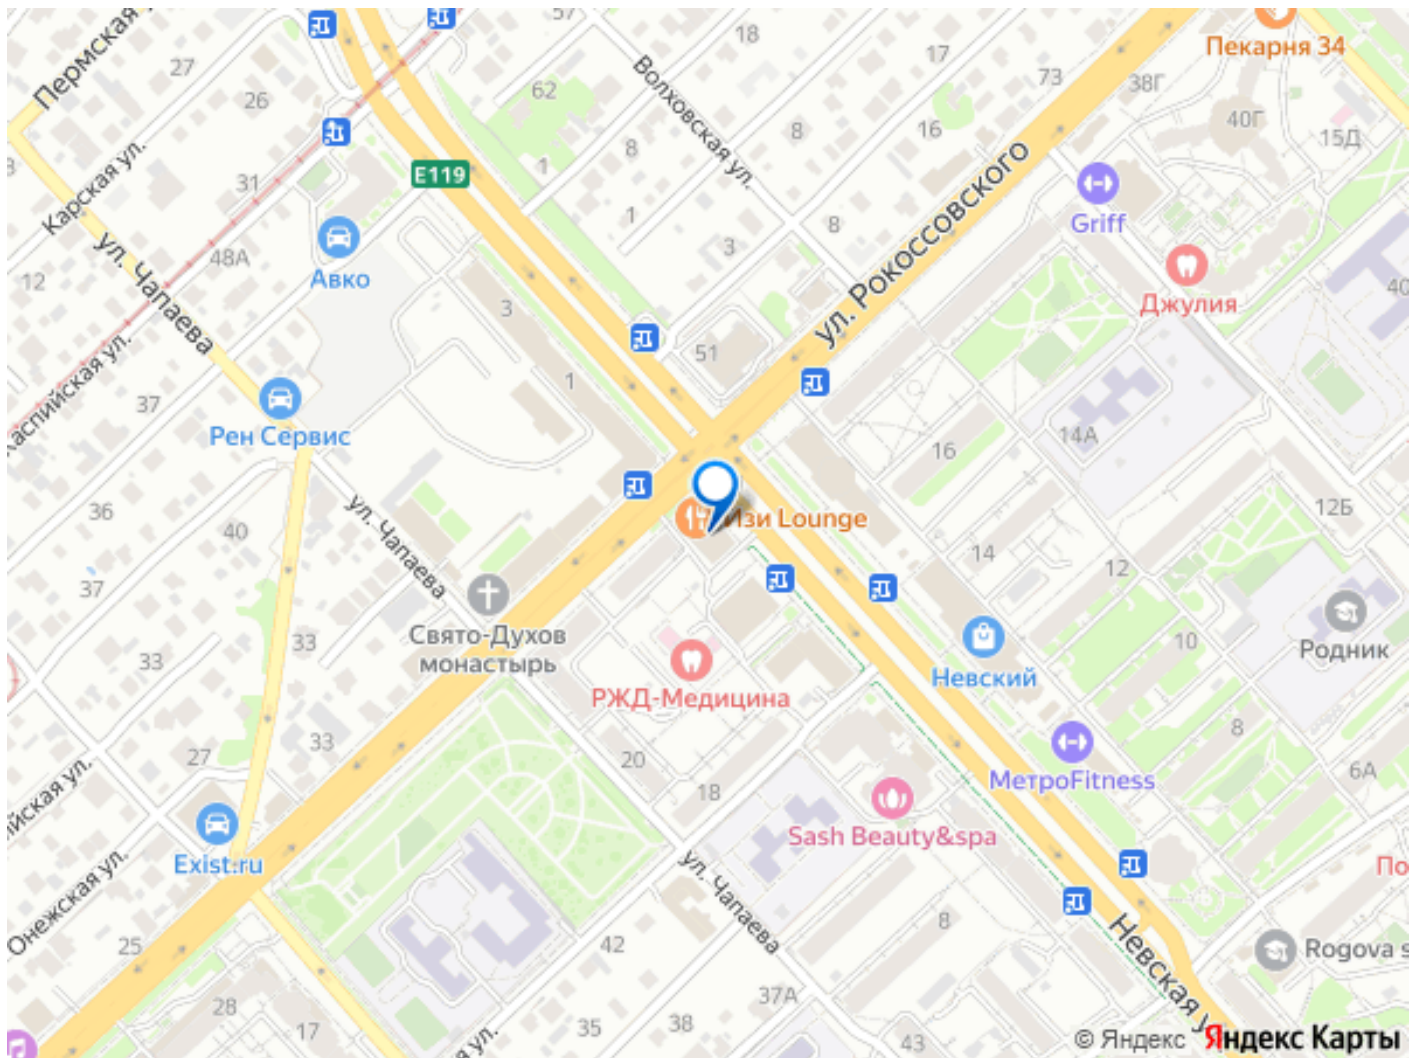 57
18
Пекарня 34
Пермская
27
26
62
Волховская ул.
17
73
38Г
40Г
16
15Д
8
8
Карская ул.
31
E119
1
ул. Рокоссовского
Griff
1
8
3
ул. Чапаева
48А
12
Авко
3
Джулия
40
51
Каспийская ул.
37
1
Рен Сервис
14А
16
36
40
ул. Чапаева
Изи Lounge
12Б
14
12
37
33
33
Свято-Духов
монастырь
10
Родник
РЖД-Медицина
Невский
27
33
20
18
8
6А
МетроFitness
Sash Beauty&spa
Exist.ru
Онежская ул.
25
ул. Чапаева
8
42
Невская у
Rogova s
28
17
37А
35
38
43
© Яндекс
Яндекс Карты